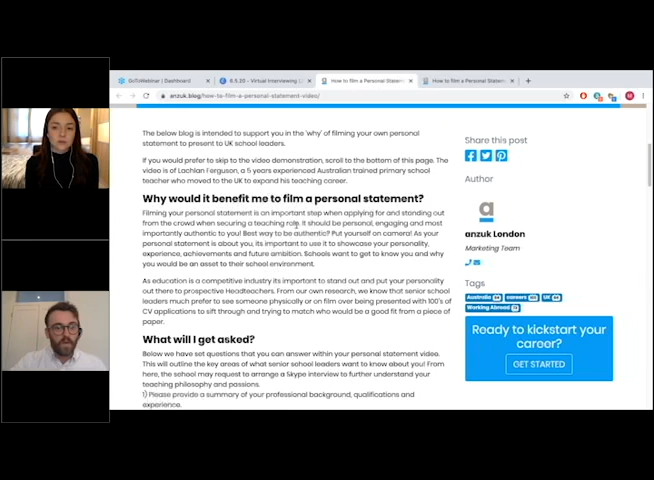 GoToWebinar | Dashboard
6.5.20 - Virtual Interviewing (
How to film a Personal Statem
How to film a Personal Statem
anzuk.blog/how-to-film-a-personal-statement-video/
The below blog is intended to support you in the 'why' of filming your own personal
statement to present to UK school leaders.
If you would prefer to skip to the video demonstration, scroll to the bottom of this page. The
video is of Lachlan Ferguson, a 5 years experienced Australian trained primary school
teacher who moved to the UK to expand his teaching career.
Why would it benefit me to film a personal statement?
Filming your personal statement is an important step when applying for and standing out
from the crowd when securing a teaching role. It should be personal, engaging and most
importantly authentic to you! Best way to be authentic? Put yourself on camera! As your
personal statement is about you, its important to use it to showcase your personality,
experience, achievements and future ambition. Schools want to get to know you and why
you would be an asset to their school environment.
As education is a competitive industry its important to stand out and put your personality
out there to prospective Headteachers. From our own research, we know that senior school
leaders much prefer to see someone physically or on film over being presented with 100's of
CV applications to sift through and trying to match who would be a good fit from a piece of
paper.
What will I get asked?
Below we have set questions that you can answer within your personal statement video.
This will outline the key areas of what senior school leaders want to know about you! From
here, the school may request to arrange a Skype interview to further understand your
teaching philosophy and passions.
1) Please provide a summary of your professional background, qualifications and
experience.
Share this post
Author
a
anzuk London
Marketing Team
Tags
Australia
careers
UK
Working Abroad
Ready to kickstart your
career?
GET STARTED